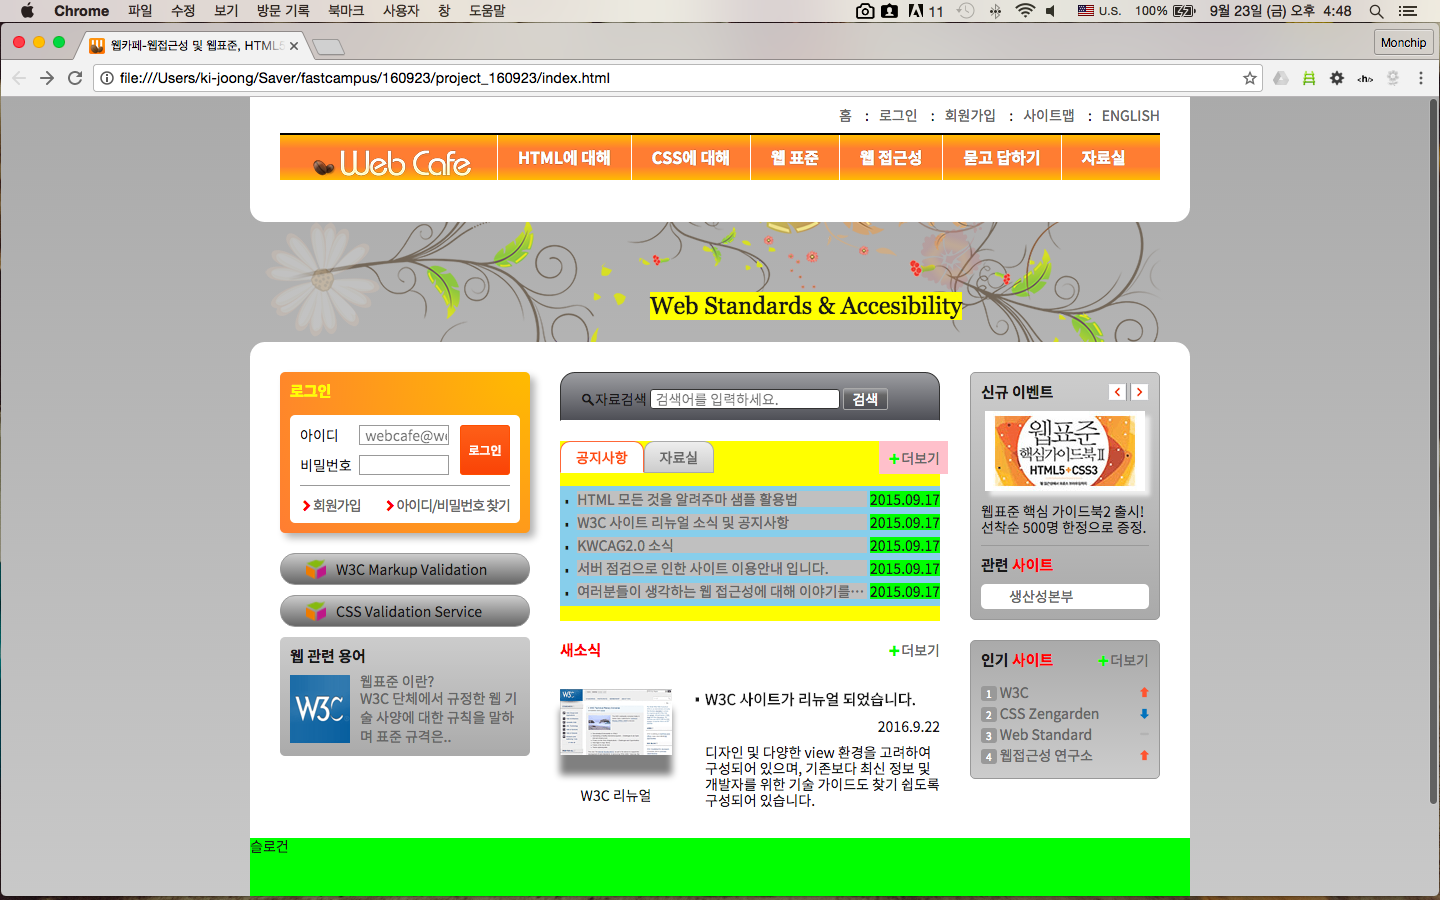 Chrome 파일 수정 보기 방문 기록 북마크 사용자 창 도움말 11 U.S. 100% 9월 23일 (금) 오후 4:48
웹카페-웹접근성 및 웹표준, HTML5
Monchip
file:///Users/ki-joong/Saver/fastcampus/160923/project_160923/index.html
홈 : 로그인 : 회원가입 : 사이트맵 : ENGLISH
Web Cafe HTML에 대해 CSS에 대해 웹 표준 웹 접근성 묻고 답하기 자료실
Web Standards & Accesibility
로그인
아이디 webcafe@we
비밀번호
로그인
회원가입 아이디/비밀번호 찾기
W3C Markup Validation
CSS Validation Service
웹 관련 용어
W3C
웹표준 이란?
W3C 단체에서 규정한 웹 기
술 사양에 대한 규칙을 말하
며 표준 규격은..
자료검색 검색어를 입력하세요. 검색
공지사항 자료실 +더보기
HTML 모든 것을 알려주마 샘플 활용법 2015.09.17
W3C 사이트 리뉴얼 소식 및 공지사항 2015.09.17
KWCAG2.0 소식 2015.09.17
서버 점검으로 인한 사이트 이용안내 입니다. 2015.09.17
여러분들이 생각하는 웹 접근성에 대해 이야기를… 2015.09.17
새소식 +더보기
W3C 리뉴얼
W3C 사이트가 리뉴얼 되었습니다.
2016.9.22
디자인 및 다양한 view 환경을 고려하여
구성되어 있으며, 기존보다 최신 정보 및
개발자를 위한 기술 가이드도 찾기 쉽도록
구성되어 있습니다.
신규 이벤트
웹표준
핵심가이드북 II
HTML5+CSS3
웹표준 핵심 가이드북2 출시!
선착순 500명 한정으로 증정.
관련 사이트
생산성본부
인기 사이트 +더보기
1 W3C
2 CSS Zengarden
3 Web Standard
4 웹접근성 연구소
슬로건